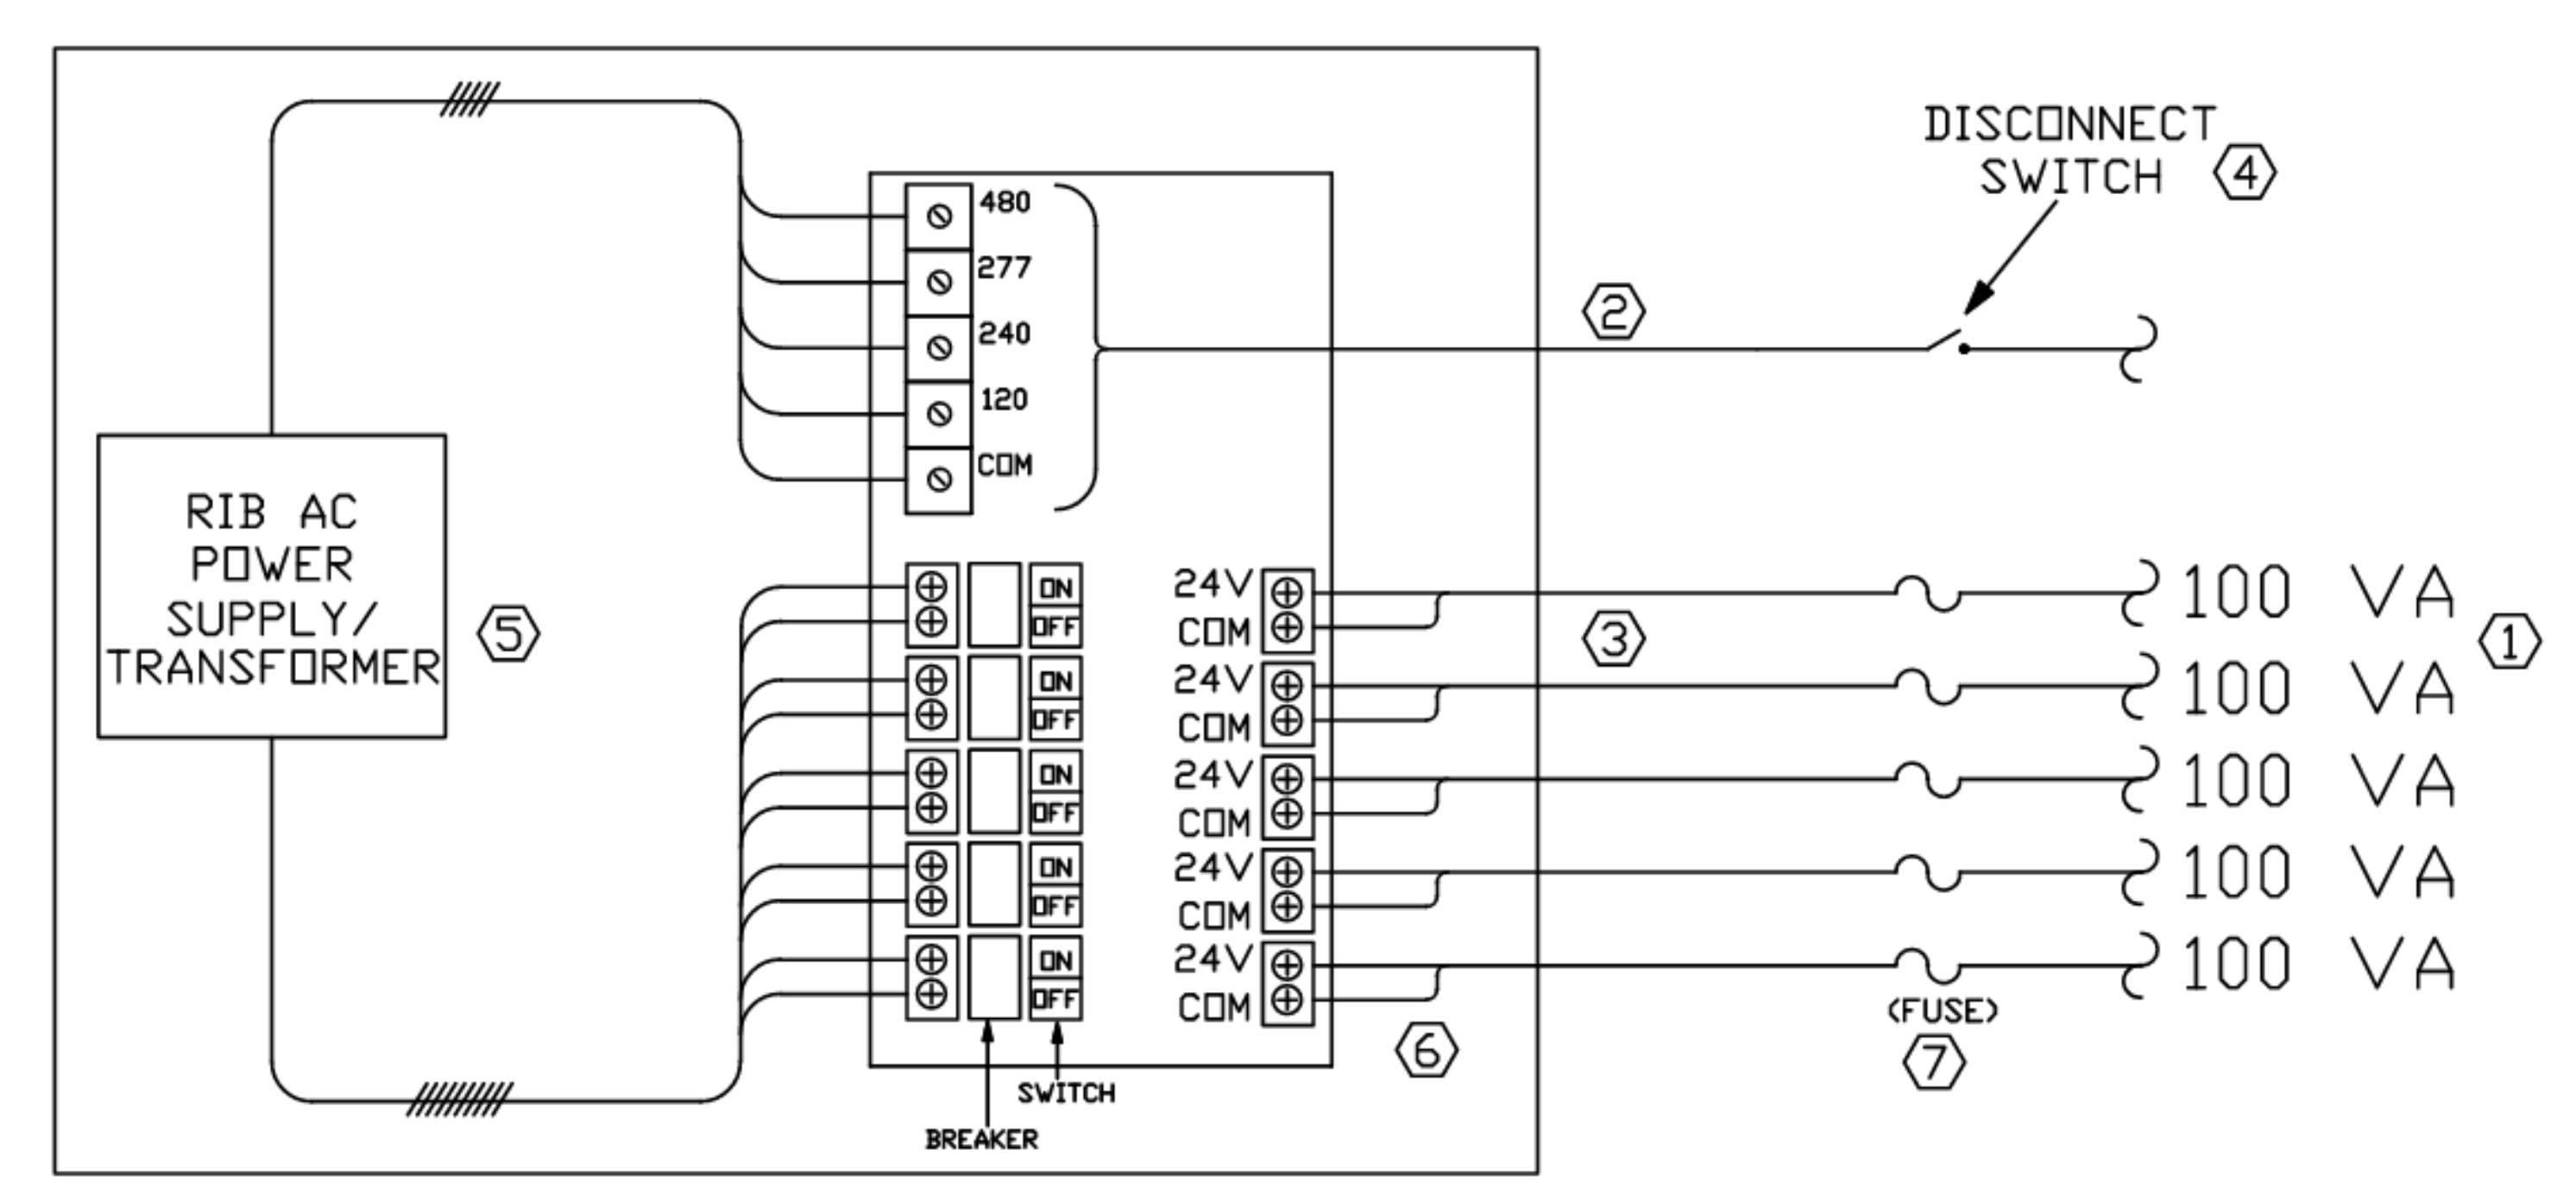 DISCONNECT
SWITCH 4
480
277
240
120
COM
2
RIB AC
POWER
SUPPLY/
TRANSFORMER
5
ON
OFF
24V
COM
3
100 VA
1
ON
OFF
24V
COM
100 VA
ON
OFF
24V
COM
100 VA
ON
OFF
24V
COM
100 VA
ON
OFF
24V
COM
100 VA
(FUSE)
6
7
SWITCH
BREAKER